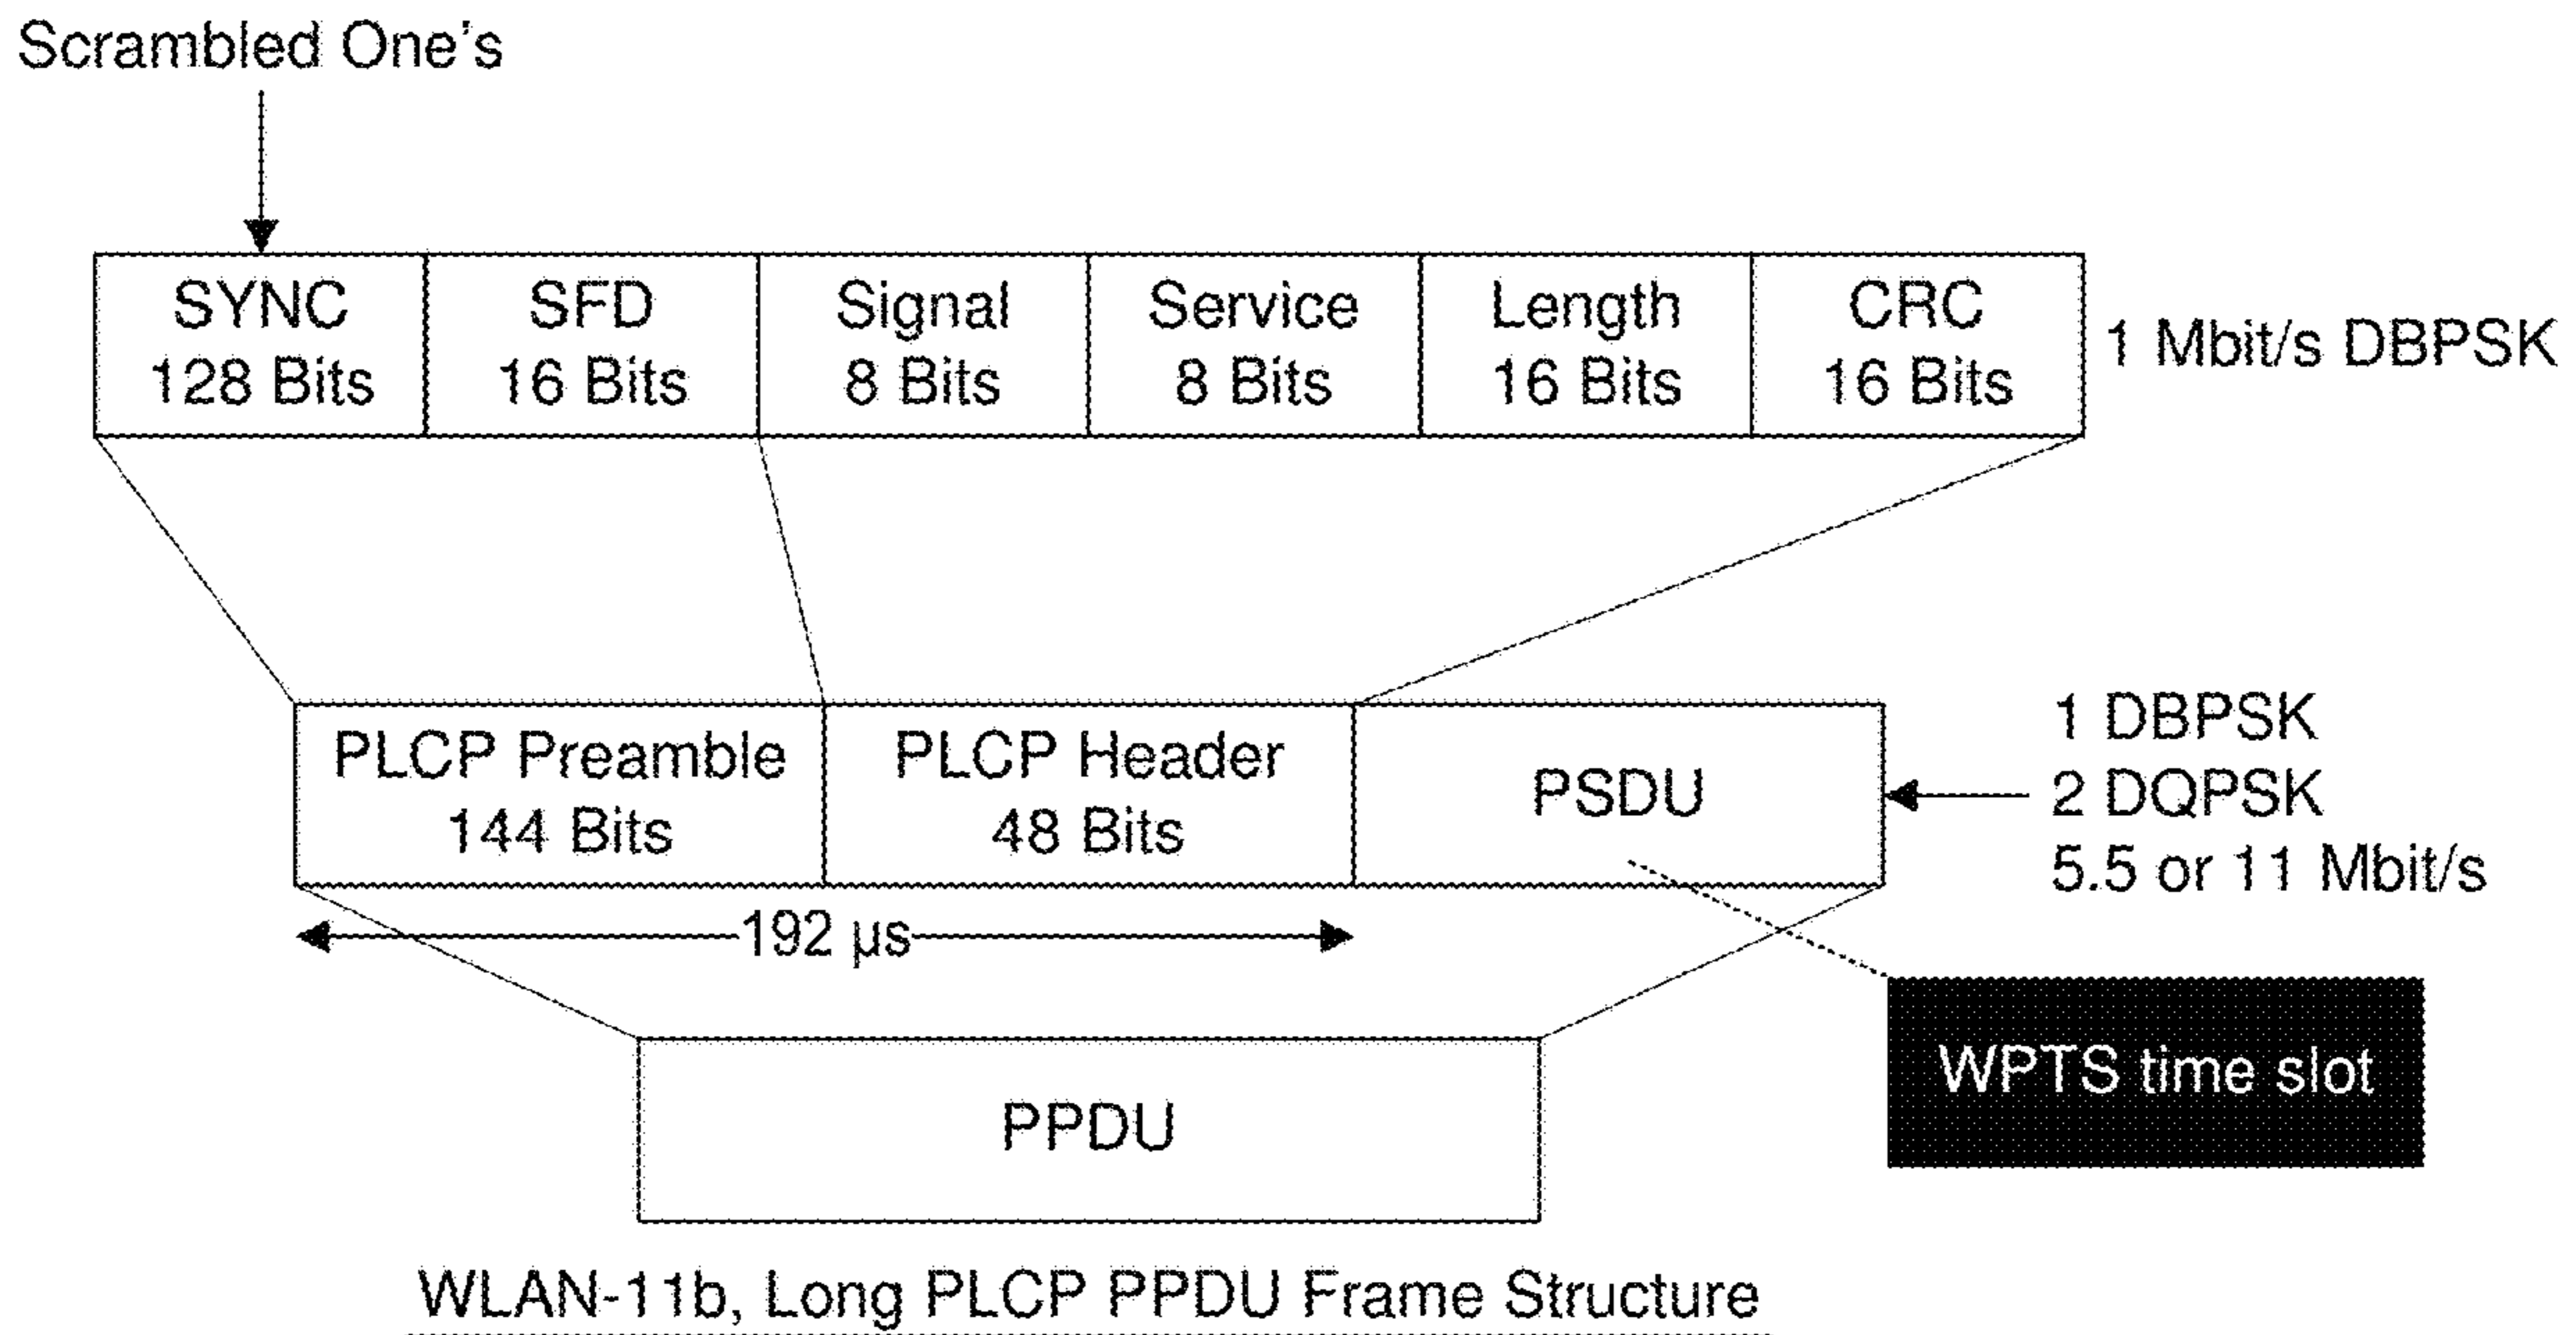 Scrambled One's
SYNC
128 Bits
SFD
16 Bits
Signal
8 Bits
Service
8 Bits
Length
16 Bits
CRC
16 Bits
1 Mbit/s DBPSK
PLCP Preamble
144 Bits
PLCP Header
48 Bits
PSDU
1 DBPSK
2 DQPSK
5.5 or 11 Mbit/s
192 µs
WPTS time slot
PPDU
WLAN-11b, Long PLCP PPDU Frame Structure